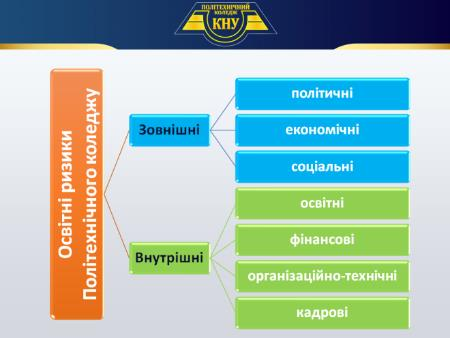 ПОЛІТЕХНІЧНИЙ
КОЛЕДЖ
КНУ
Освітні ризики
Політехнічного коледжу
Зовнішні
політичні
економічні
соціальні
Внутрішні
освітні
фінансові
організаційно-технічні
кадрові